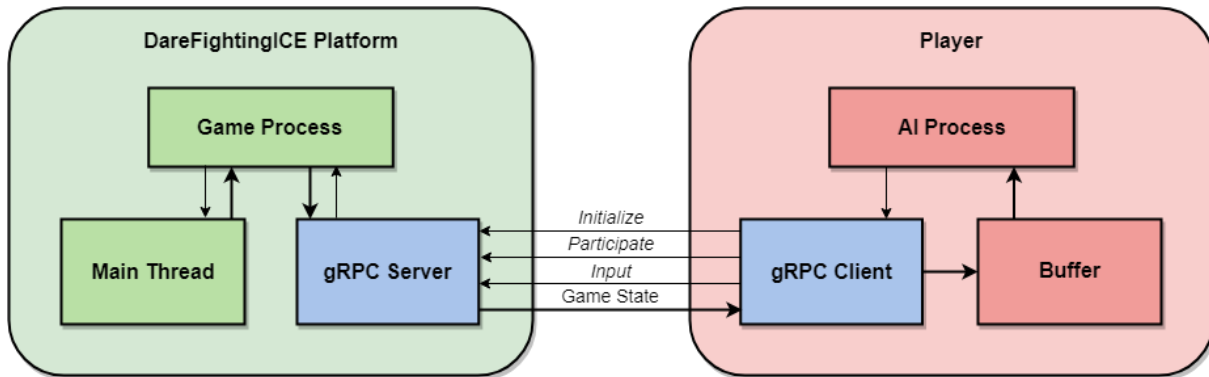 DareFightingICE Platform
Player
Game Process
AI Process
Main Thread
gRPC Server
Initialize
Participate
Input
Game State
gRPC Client
Buffer